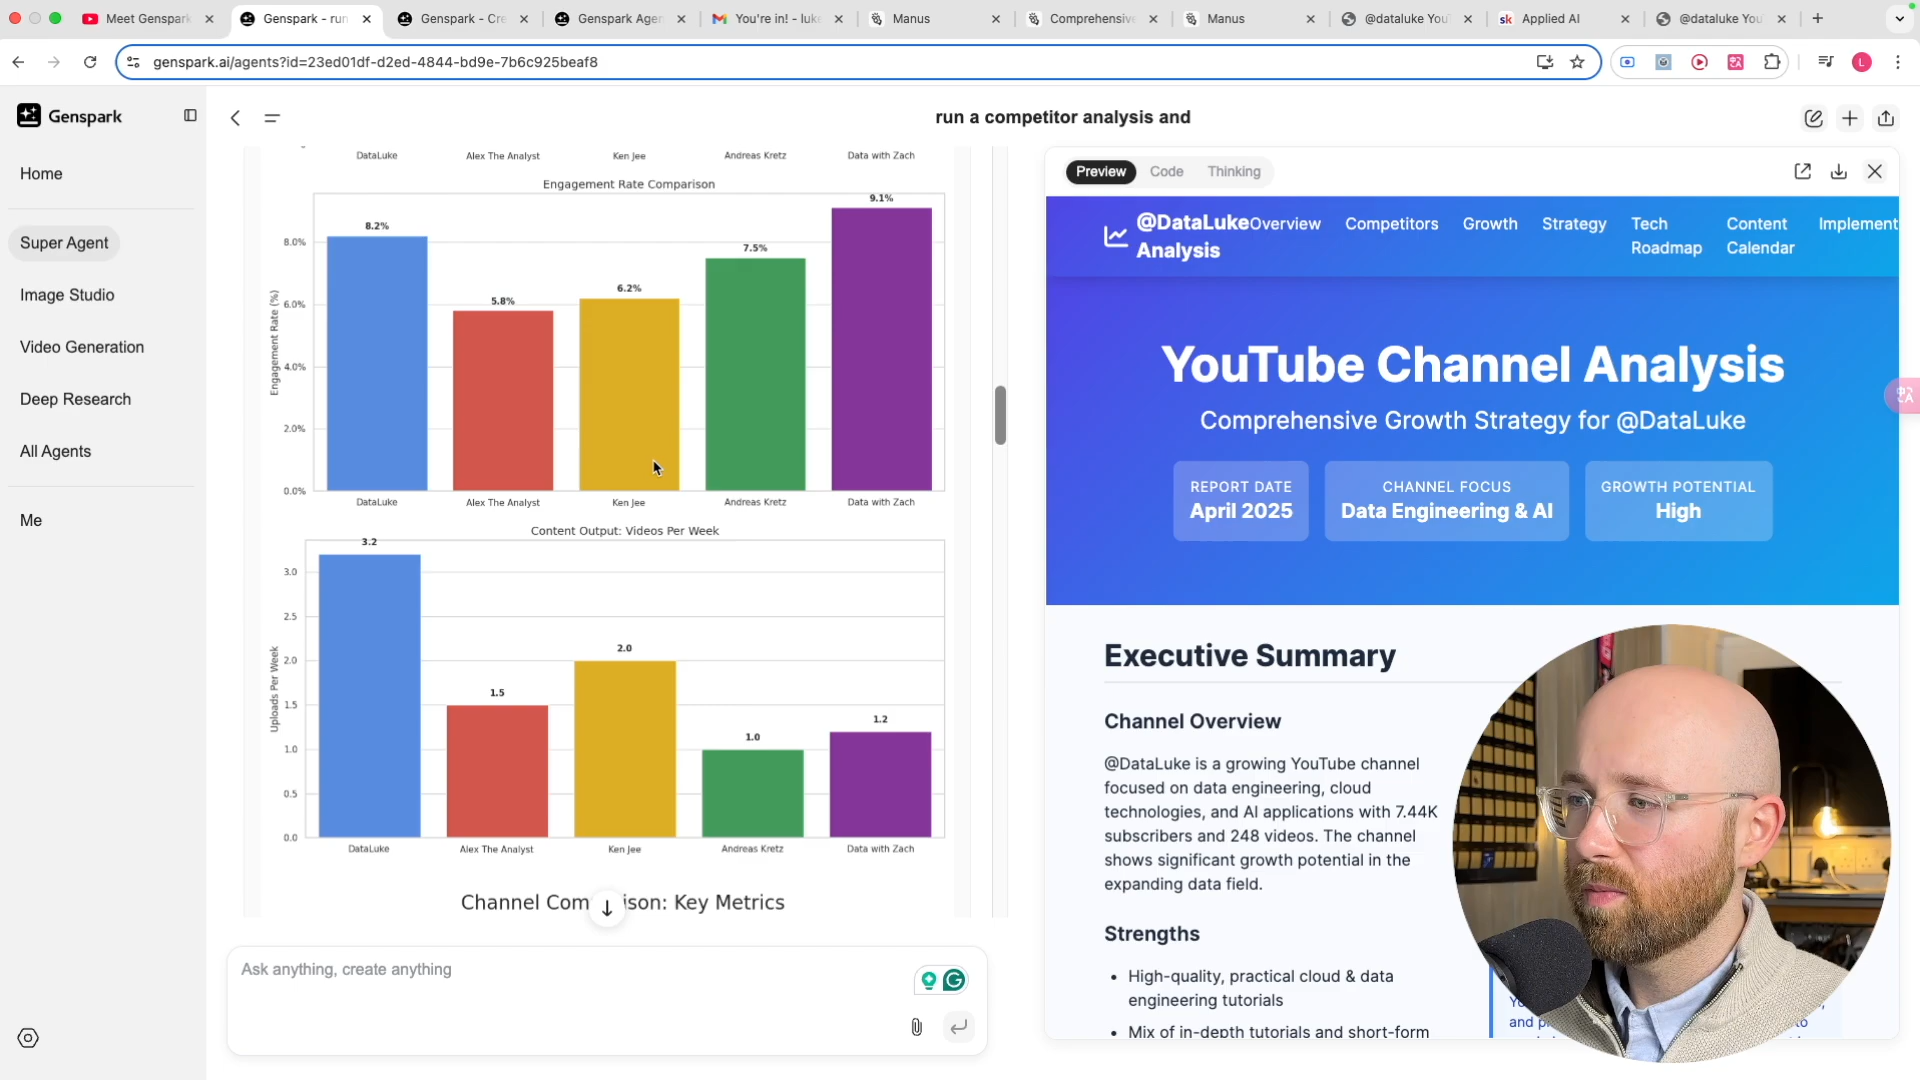 Meet Genspark
Genspark - run
Genspark - Cre
Genspark Agen
You're in! - luke
Manus
Comprehensive
Manus
@dataluke You
Applied AI
@dataluke You
genspark.ai/agents?id=23ed01df-d2ed-4844-bd9e-7b6c925beaf8
L
Genspark
Home
Super Agent
Image Studio
Video Generation
Deep Research
All Agents
Me
run a competitor analysis and
DataLuke
Alex The Analyst
Ken Jee
Andreas Kretz
Data with Zach
Engagement Rate Comparison
Engagement Rate (%)
8.0%
6.0%
4.0%
2.0%
0.0%
8.2%
5.8%
6.2%
7.5%
9.1%
DataLuke
Alex The Analyst
Ken Jee
Andreas Kretz
Data with Zach
Content Output: Videos Per Week
Uploads Per Week
3.0
2.5
2.0
1.5
1.0
0.5
0.0
3.2
1.5
2.0
1.0
1.2
DataLuke
Alex The Analyst
Ken Jee
Andreas Kretz
Data with Zach
Channel Com ison: Key Metrics
Ask anything, create anything
Preview
Code
Thinking
@DataLuke
Analysis
Overview
Competitors
Growth
Strategy
Tech
Roadmap
Content
Calendar
Implement
YouTube Channel Analysis
Comprehensive Growth Strategy for @DataLuke
REPORT DATE
April 2025
CHANNEL FOCUS
Data Engineering & AI
GROWTH POTENTIAL
High
Executive Summary
Channel Overview
@DataLuke is a growing YouTube channel
focused on data engineering, cloud
technologies, and AI applications with 7.44K
subscribers and 248 videos. The channel
shows significant growth potential in the
expanding data field.
Strengths
• High-quality, practical cloud & data
engineering tutorials
• Mix of in-depth tutorials and short-form